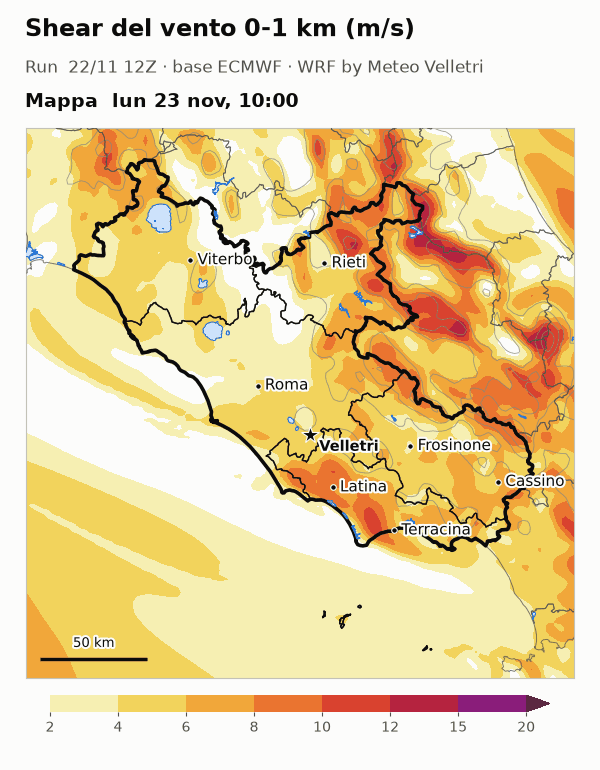 Shear del vento 0-1 km (m/s)
Run  22/11 12Z · base ECMWF · WRF by Meteo Velletri
Mappa  lun 23 nov, 10:00
Viterbo
Rieti
Roma
Velletri
Frosinone
Cassino
Latina
Terracina
50 km
2 4 6 8 10 12 15 20